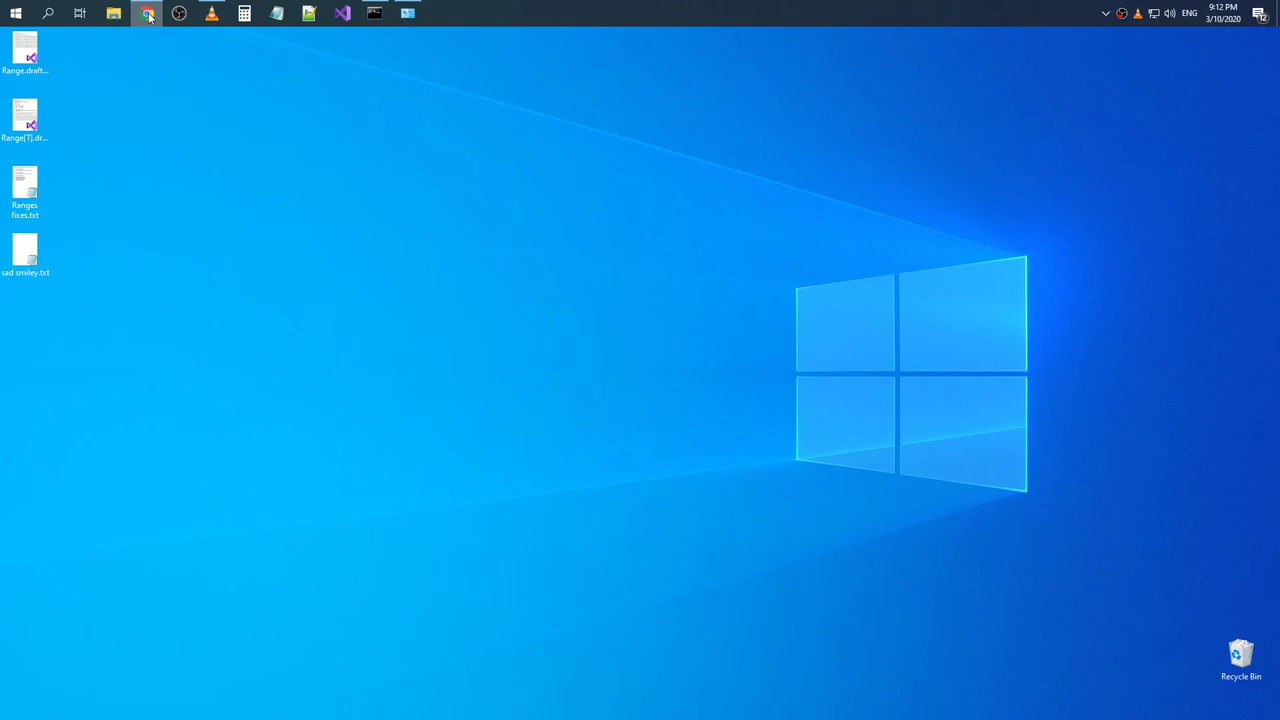 ENG
9:12 PM
3/10/2020
12
Range.draft...
Range[T].dr...
Ranges
fixes.txt
sad smiley.txt
Recycle Bin